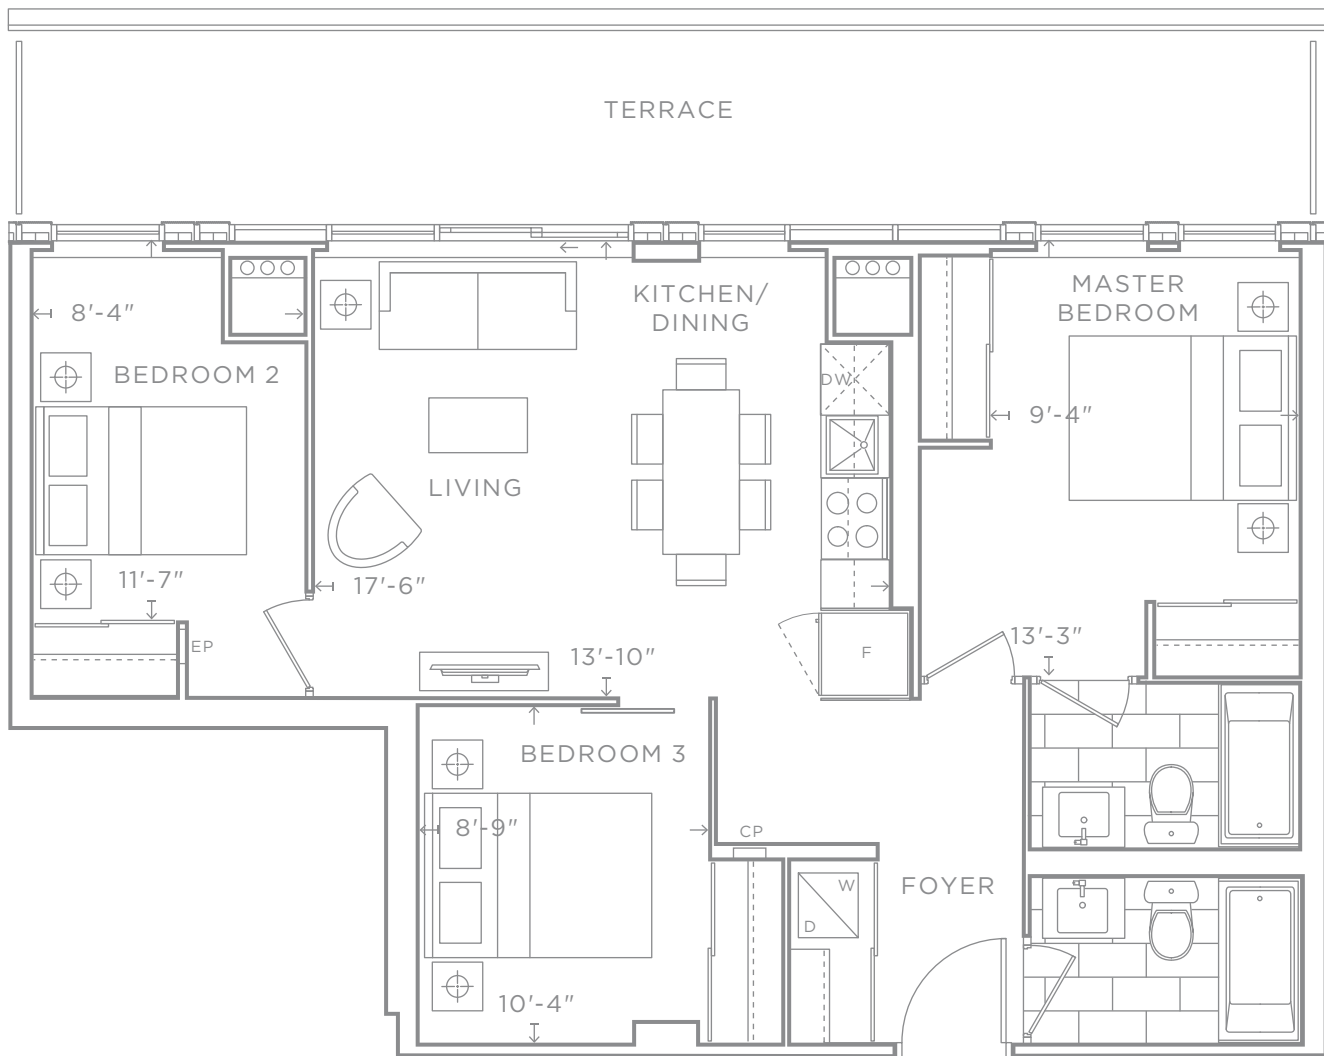 TERRACE
KITCHEN/
DINING
MASTER
BEDROOM
8'-4"
BEDROOM 2
DW
9'-4"
LIVING
11'-7"
17'-6"
EP
13'-10"
F
13'-3"
BEDROOM 3
8'-9"
CP
W
D
FOYER
10'-4"